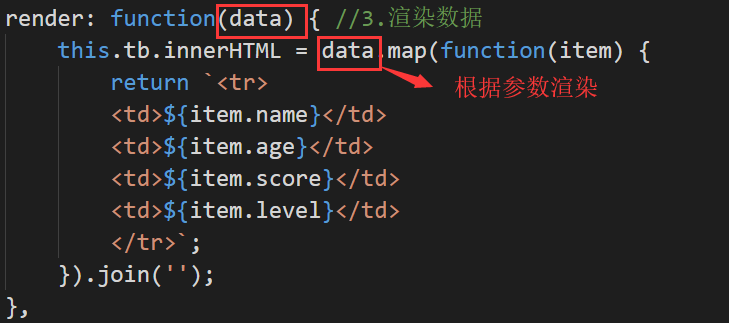 render: function(data) { //3.渲染数据
this.tb.innerHTML = data.map(function(item) {
return `<tr>
根据参数渲染
<td>${item.name}</td>
<td>${item.age}</td>
<td>${item.score}</td>
<td>${item.level}</td>
</tr>`;
}).join('');
},